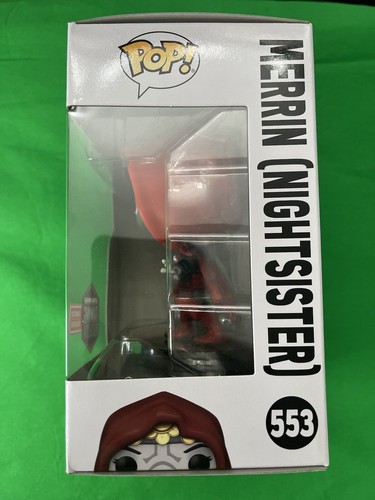 POP!
MERRIN (NIGHTSISTER)
553